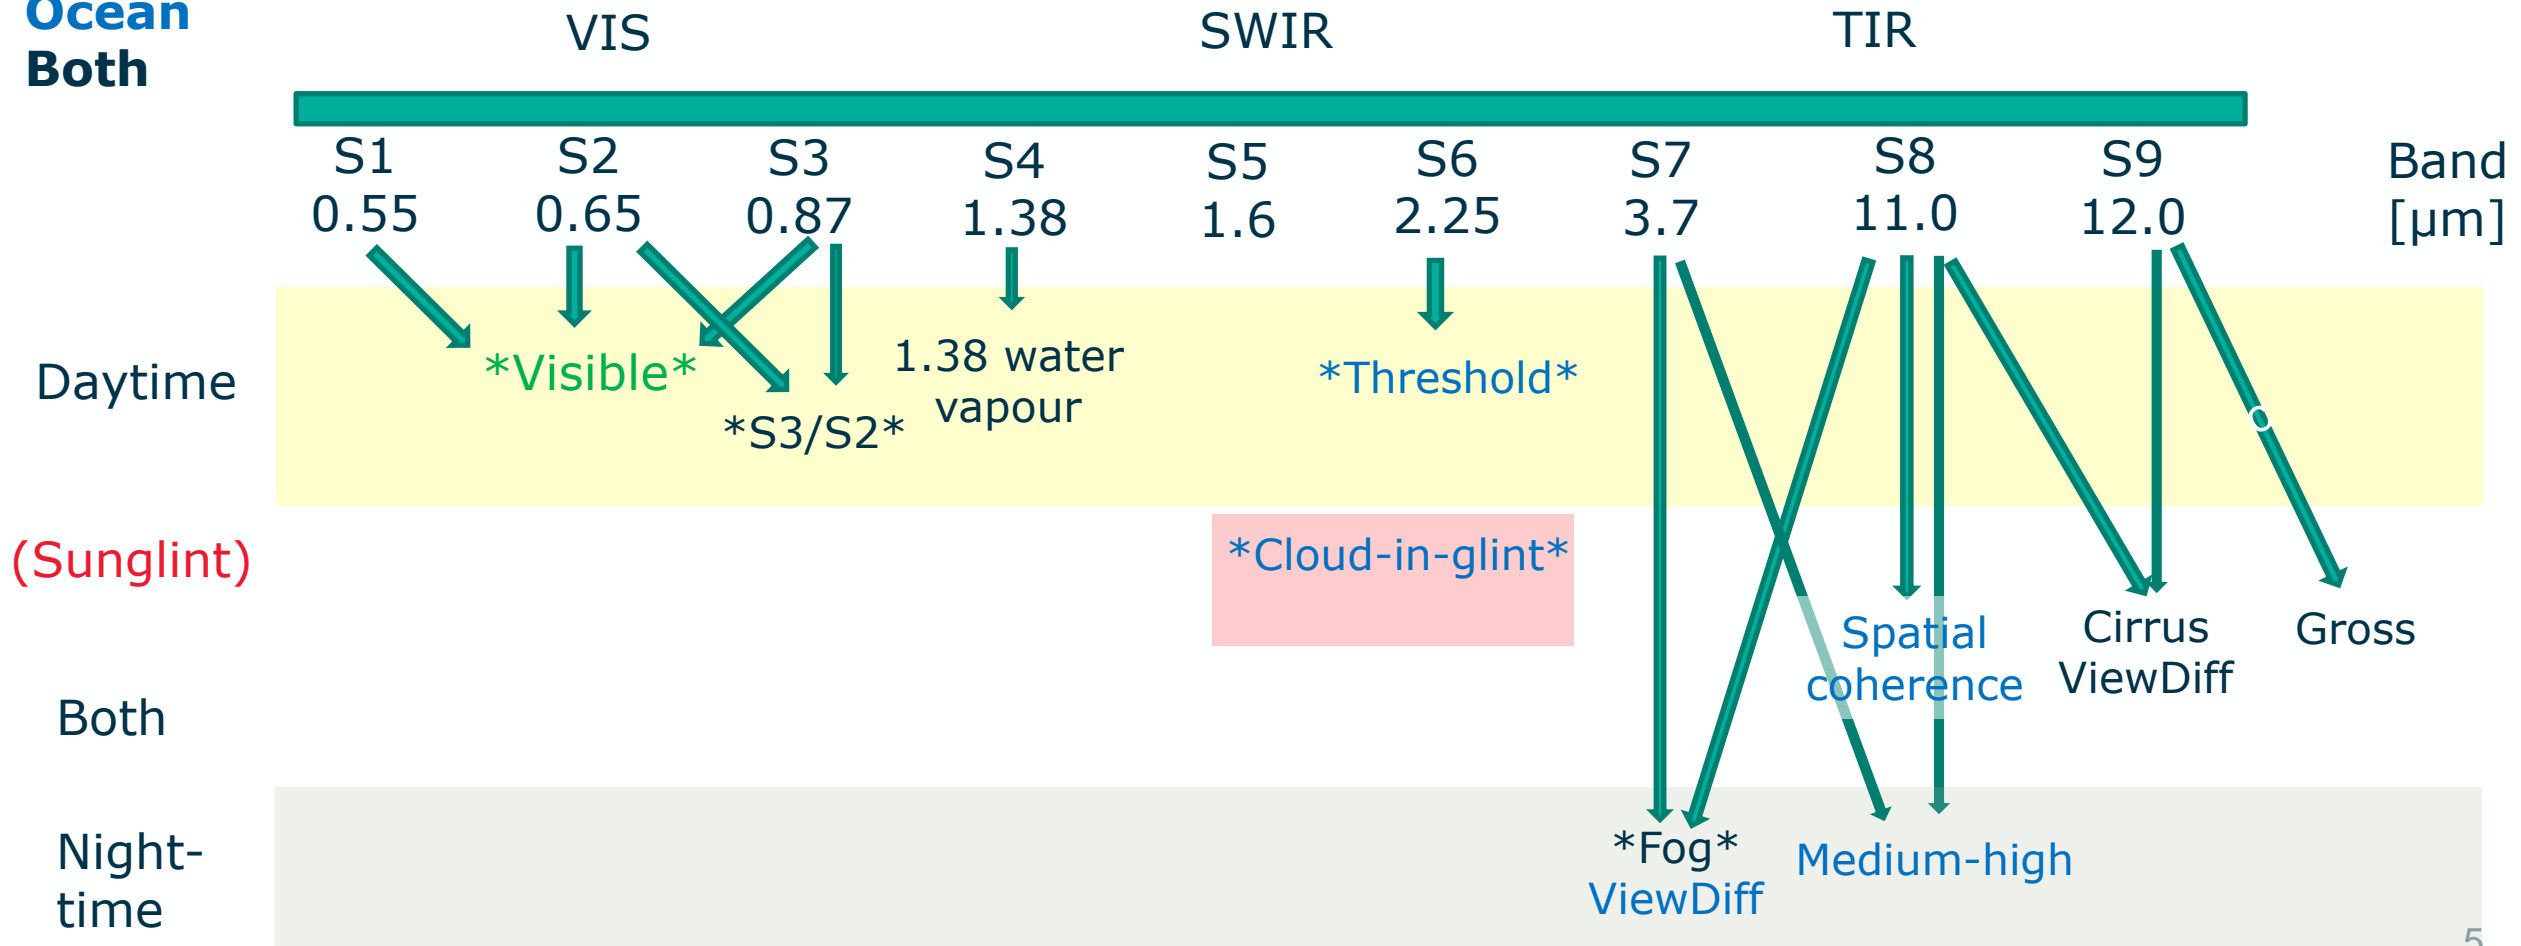 Ocean
Both
VIS SWIR TIR
S1 S2 S3 S4 S5 S6 S7 S8 S9 Band
0.55 0.65 0.87 1.38 1.6 2.25 3.7 11.0 12.0 [µm]
Daytime
*Visible*
*S3/S2*
1.38 water
vapour
*Threshold*
(Sunglint)
*Cloud-in-glint*
Both
Spatial
coherence
Cirrus
ViewDiff
Gross
Night-
time
*Fog*
ViewDiff
Medium-high
5